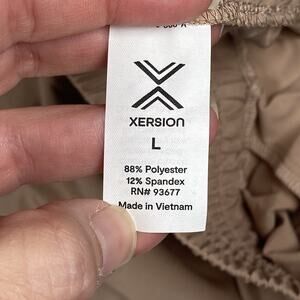 XERSION
L
88% Polyester
12% Spandex
RN# 93677
Made in Vietnam